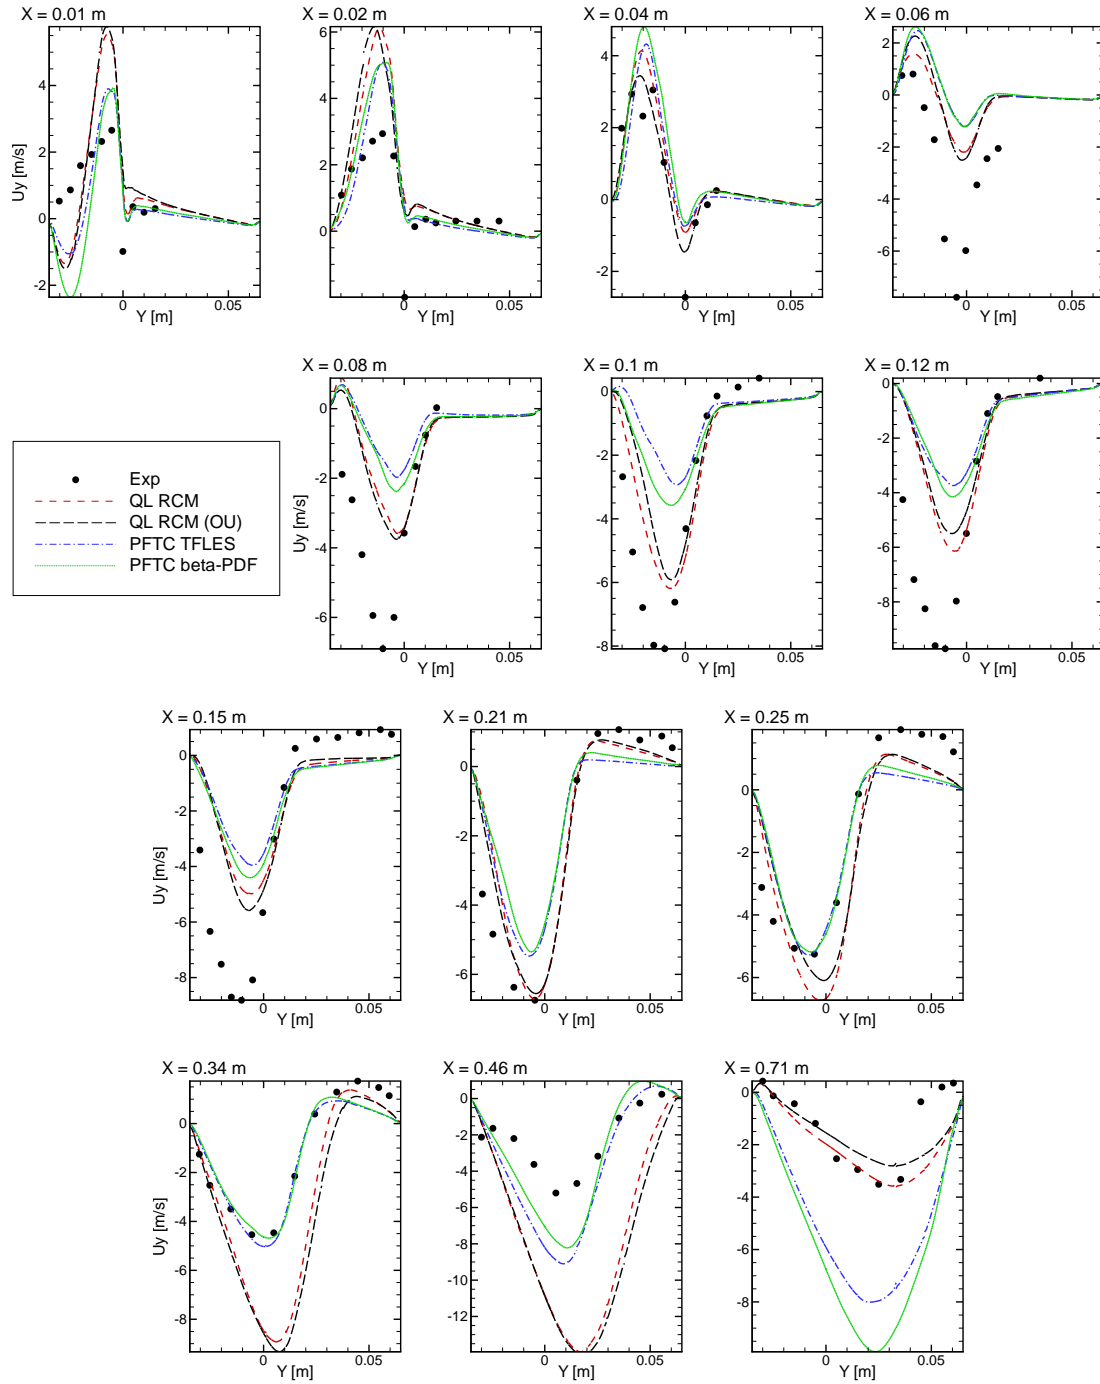 X = 0.01 m
X = 0.02 m
X = 0.04 m
X = 0.06 m
Uy [m/s]
4
2
0
-2
0
0.05
Y [m]
6
4
2
0
0
0.05
Y [m]
4
2
0
-2
0
0.05
Y [m]
2
0
-2
-4
-6
0
0.05
Y [m]
X = 0.08 m
X = 0.1 m
X = 0.12 m
0
-2
-4
-6
0
0.05
Y [m]
Uy [m/s]
0
-2
-4
-6
-8
0
0.05
Y [m]
0
-2
-4
-6
-8
0
0.05
Y [m]
Exp
QL RCM
QL RCM (OU)
PFTC TFLES
PFTC beta-PDF
X = 0.15 m
X = 0.21 m
X = 0.25 m
Uy [m/s]
0
-2
-4
-6
-8
0
0.05
Y [m]
0
-2
-4
-6
0
0.05
Y [m]
2
0
-2
-4
-6
0
0.05
Y [m]
X = 0.34 m
X = 0.46 m
X = 0.71 m
Uy [m/s]
0
-2
-4
-6
-8
0
0.05
Y [m]
0
-2
-4
-6
-8
-10
-12
0
0.05
Y [m]
0
-2
-4
-6
-8
0
0.05
Y [m]